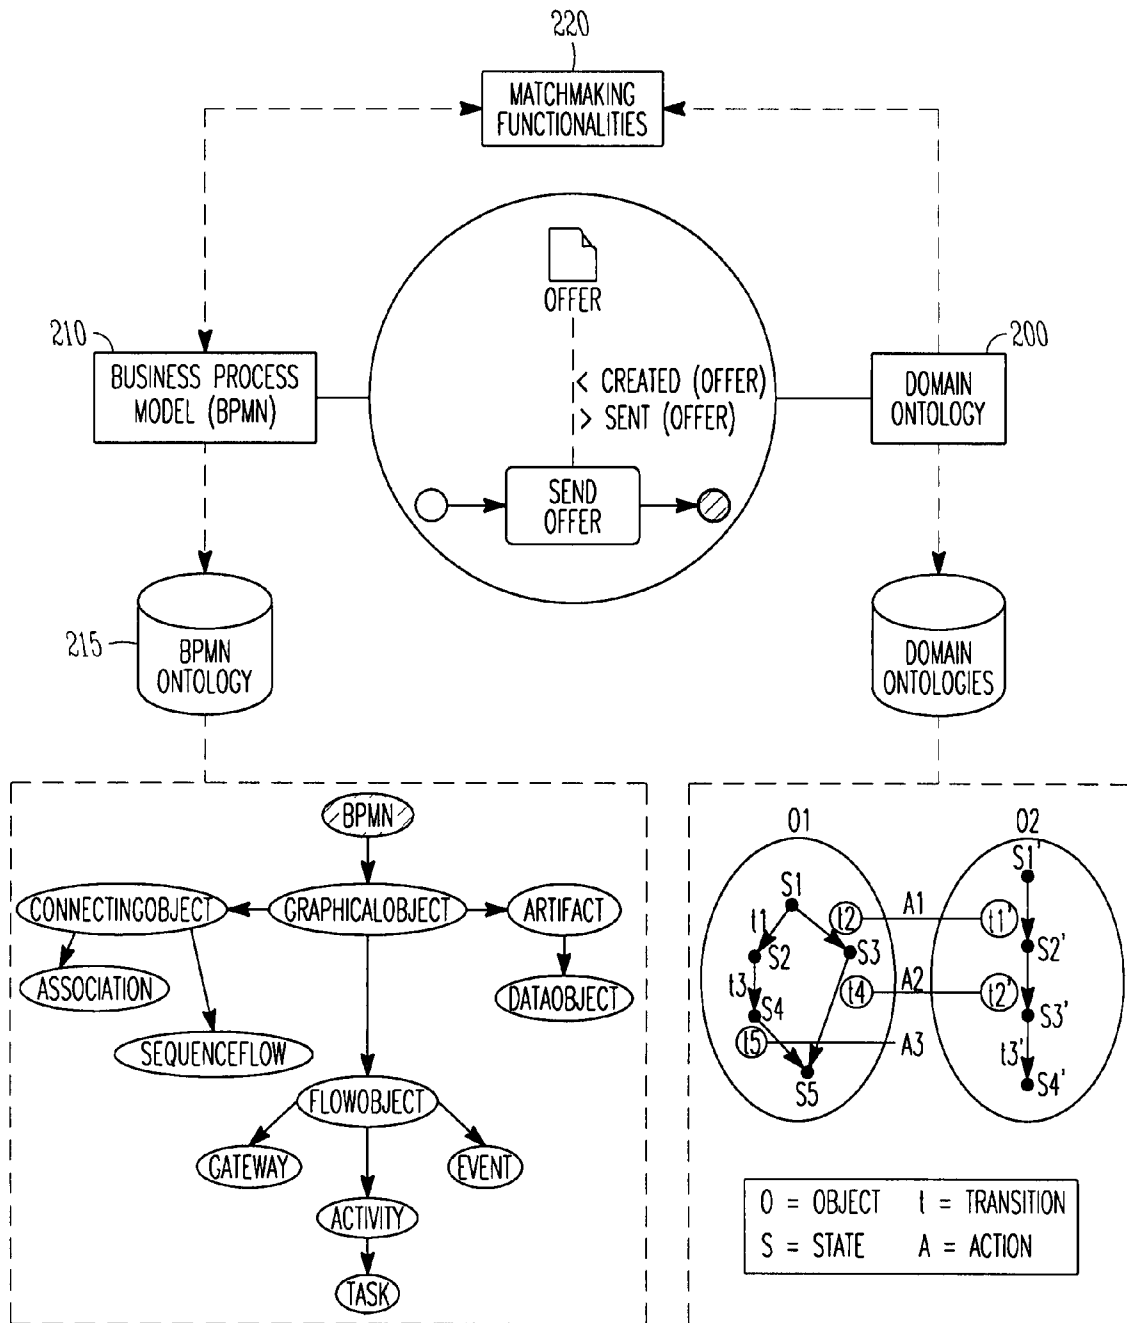 220
MATCHMAKING
FUNCTIONALITIES
OFFER
210
200
BUSINESS PROCESS
MODEL (BPMN)
< CREATED (OFFER)
> SENT (OFFER)
DOMAIN
ONTOLOGY
SEND
OFFER
215
BPMN
ONTOLOGY
DOMAIN
ONTOLOGIES
BPMN
CONNECTINGOBJECT
GRAPHICALOBJECT
ARTIFACT
ASSOCIATION
DATAOBJECT
SEQUENCEFLOW
FLOWOBJECT
GATEWAY
EVENT
ACTIVITY
TASK
O1
O2
S1
S1'
t1
t2
A1
t1'
S2
S3
S2'
t3
t4
A2
t2'
S4
S3'
t5
A3
t3'
S5
S4'
O = OBJECT
t = TRANSITION
S = STATE
A = ACTION